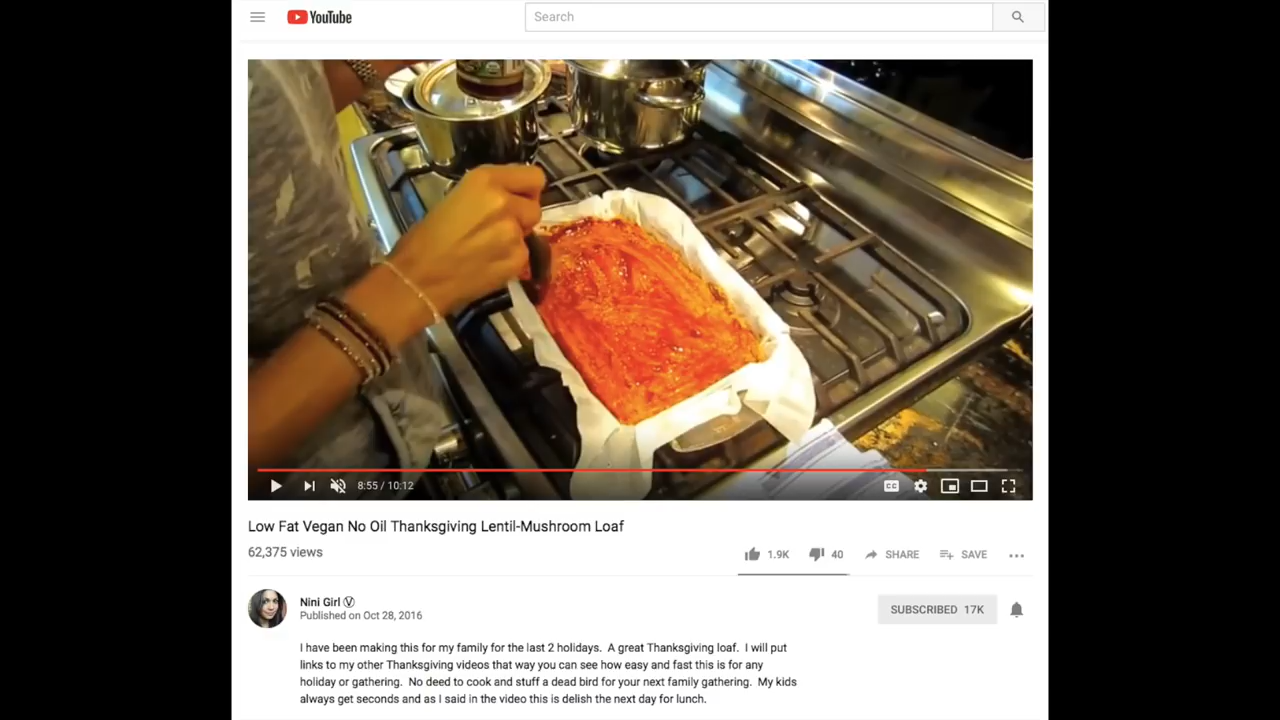 YouTube
Search
8:55 / 10:12
CC
Low Fat Vegan No Oil Thanksgiving Lentil-Mushroom Loaf
62,375 views
1.9K 40 SHARE SAVE
Nini Girl Ⓥ
Published on Oct 28, 2016
SUBSCRIBED 17K
I have been making this for my family for the last 2 holidays. A great Thanksgiving loaf. I will put
links to my other Thanksgiving videos that way you can see how easy and fast this is for any
holiday or gathering. No deed to cook and stuff a dead bird for your next family gathering. My kids
always get seconds and as I said in the video this is delish the next day for lunch.